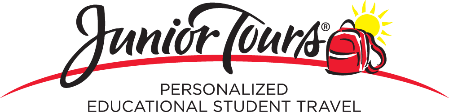 Junior Tours®
PERSONALIZED
EDUCATIONAL STUDENT TRAVEL